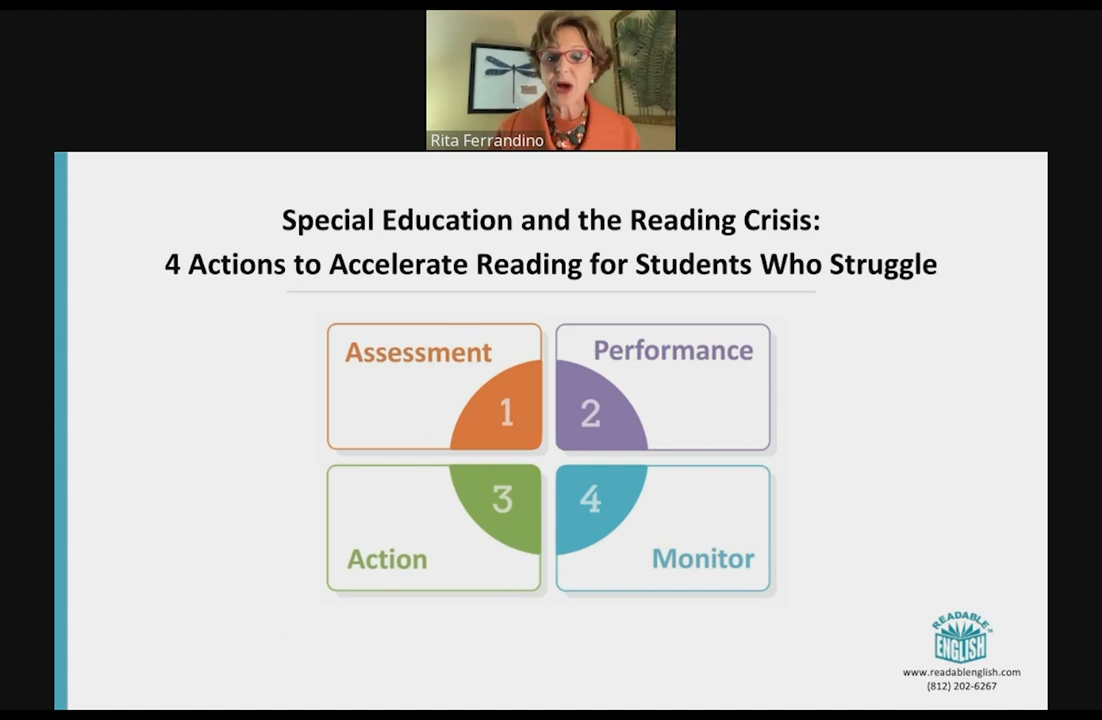 Rita Ferrandino
Special Education and the Reading Crisis:
4 Actions to Accelerate Reading for Students Who Struggle
Assessment
1
Performance
2
3
Action
4
Monitor
READABLE
ENGLISH
www.readablenglish.com
(812) 202-6267